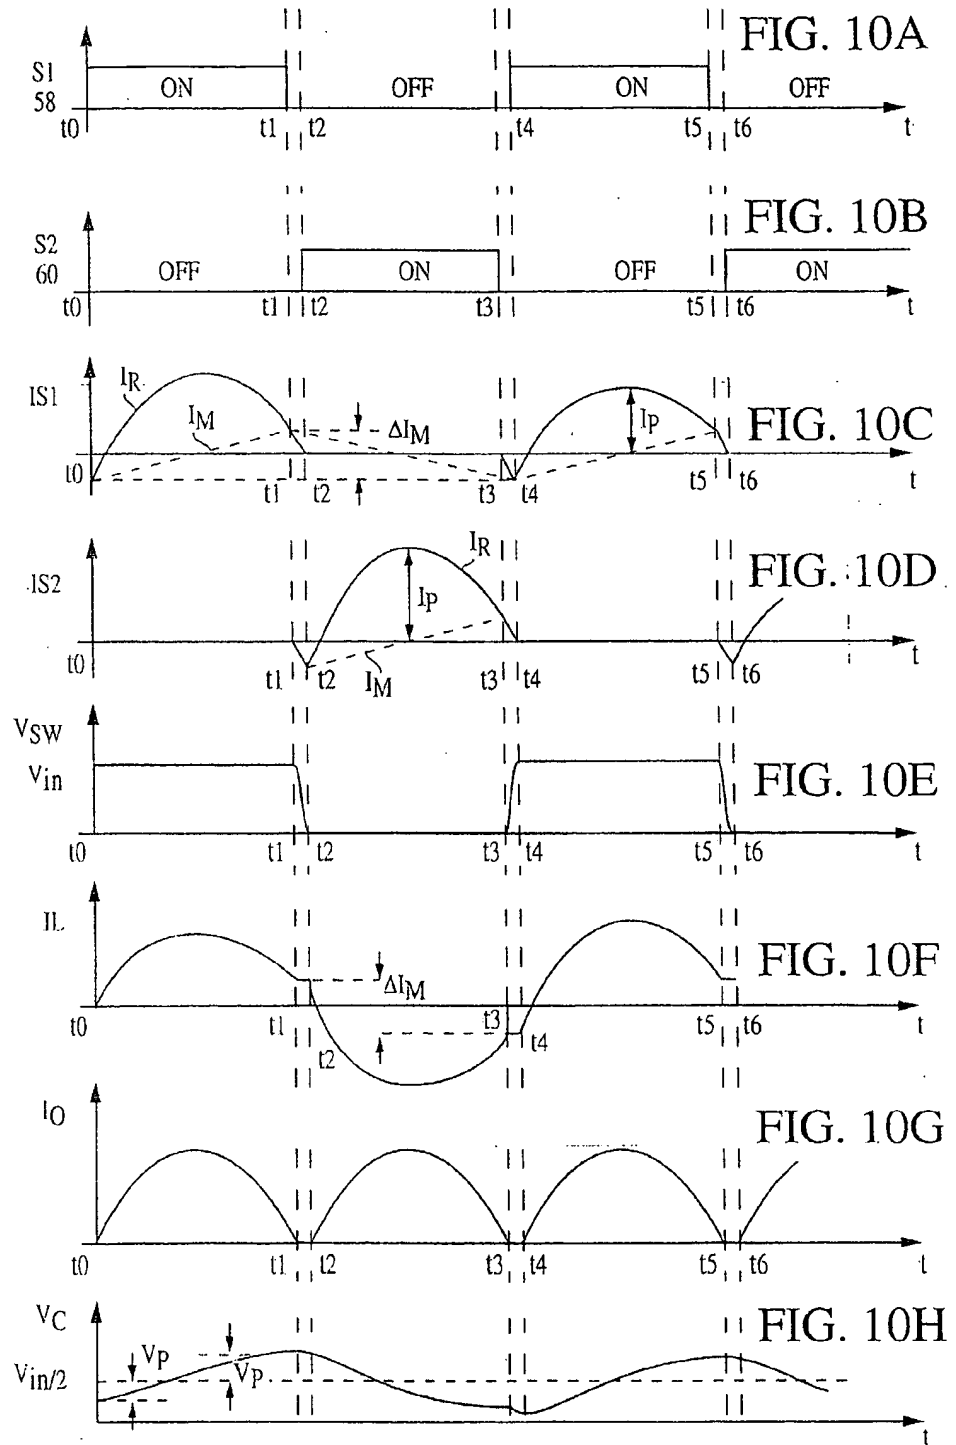 FIG. 10A
S1
58
ON OFF ON OFF
t0 t1 t2 t4 t5 t6 t
FIG. 10B
S2
60
OFF ON OFF ON
t0 t1 t2 t3 t5 t6 t
FIG. 10C
IS1
IR
IM
ΔIM
IP
t0 t1 t2 t3 t4 t5 t6 t
FIG. 10D
IS2
IR
IP
IM
t0 t1 t2 t3 t4 t5 t6 t
FIG. 10E
VSW
Vin
t0 t1 t2 t3 t4 t5 t6 t
FIG. 10F
IL
ΔIM
t0 t1 t2 t3 t4 t5 t6 t
FIG. 10G
IO
t0 t1 t2 t3 t4 t5 t6 t
FIG. 10H
VC
Vin/2
VP
VP
t